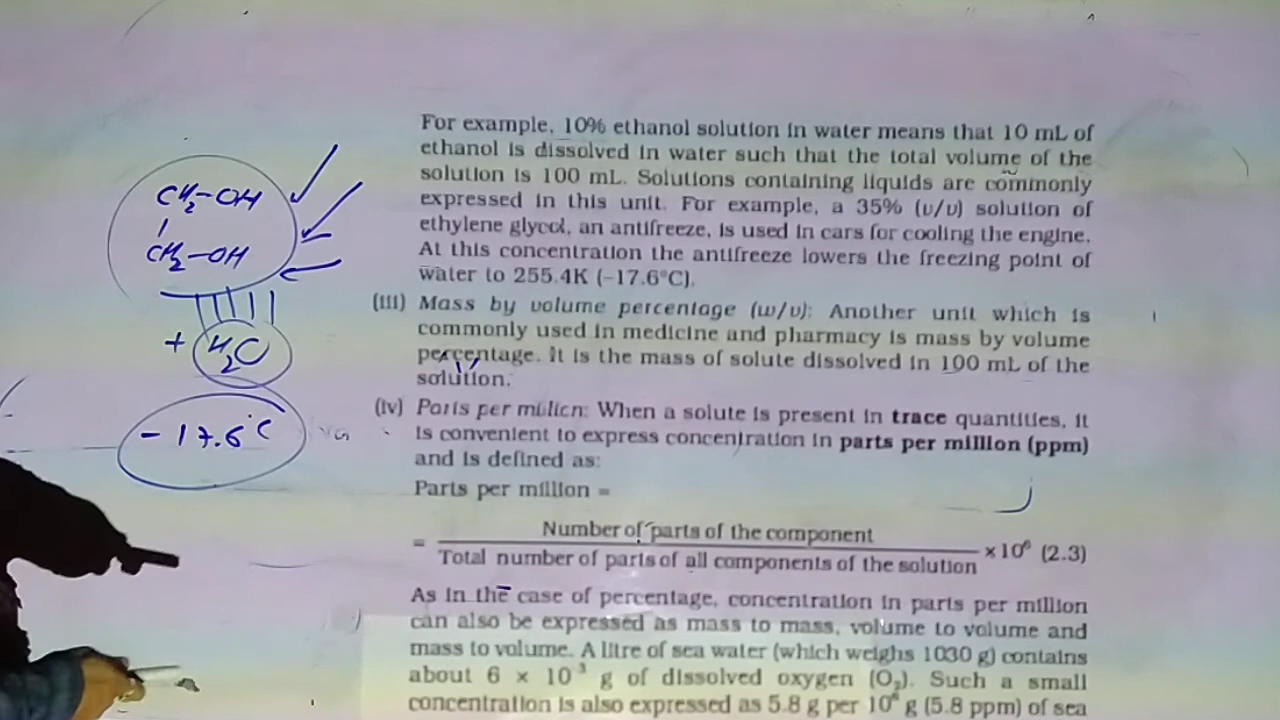 For example, 10% ethanol solution in water means that 10 mL of
ethanol is dissolved in water such that the total volume of the
solution is 100 mL. Solutions containing liquids are commonly
expressed in this unit. For example, a 35% (v/v) solution of
ethylene glycol, an antifreeze, is used in cars for cooling the engine.
At this concentration the antifreeze lowers the freezing point of
water to 255.4K (–17.6°C).
(iii) Mass by volume percentage (w/v): Another unit which is
commonly used in medicine and pharmacy is mass by volume
percentage. It is the mass of solute dissolved in 100 mL of the
solution.
(iv) Parts per million: When a solute is present in trace quantities, it
is convenient to express concentration in parts per million (ppm)
and is defined as:
Parts per million =
= Number of parts of the component
Total number of parts of all components of the solution × 10⁶ (2.3)
As in the case of percentage, concentration in parts per million
can also be expressed as mass to mass, volume to volume and
mass to volume. A litre of sea water (which weighs 1030 g) contains
about 6 × 10⁻³ g of dissolved oxygen (O₂). Such a small
concentration is also expressed as 5.8 g per 10⁶ g (5.8 ppm) of sea
CH₂–OH
CH₂–OH
+ H₂O
–17.6°C